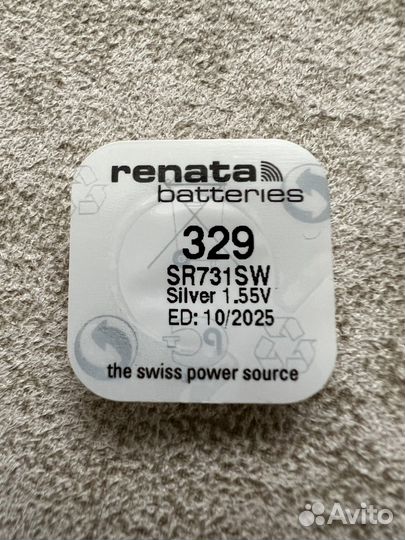 renata
batteries
329
SR731SW
Silver 1.55V
ED: 10/2025
the swiss power source
Avito